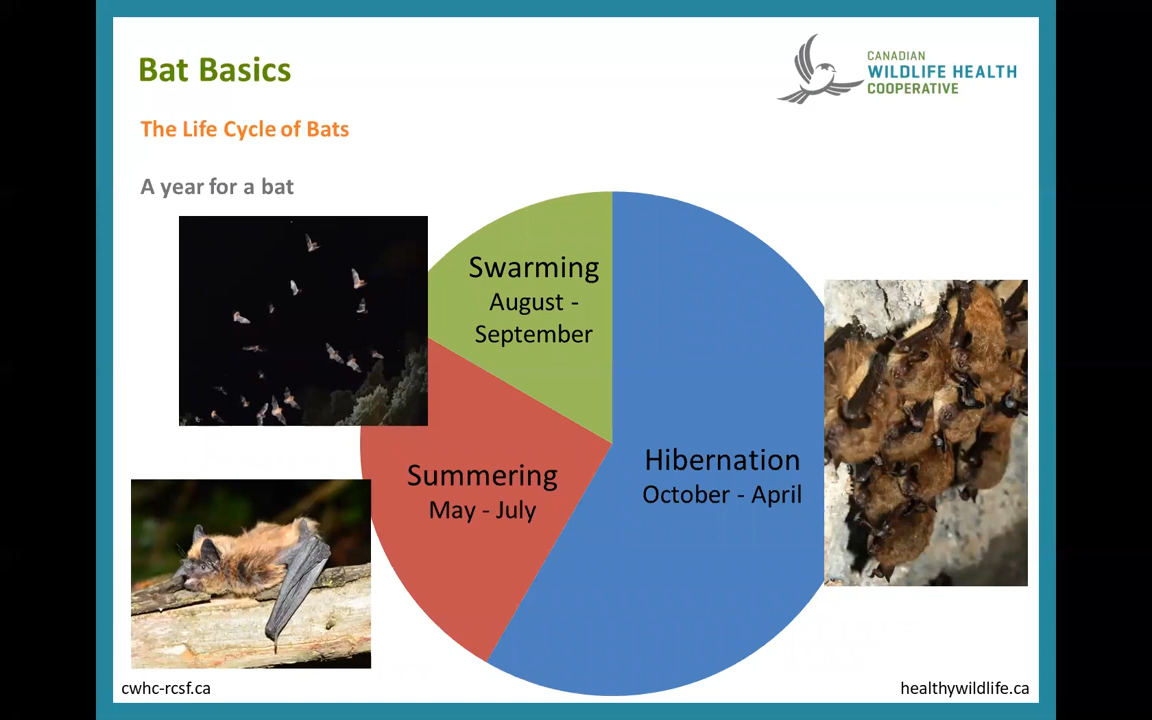 Bat Basics
CANADIAN
WILDLIFE HEALTH
COOPERATIVE
The Life Cycle of Bats
A year for a bat
Swarming
August -
September
Hibernation
October - April
Summering
May - July
cwhc-rcsf.ca
healthywildlife.ca